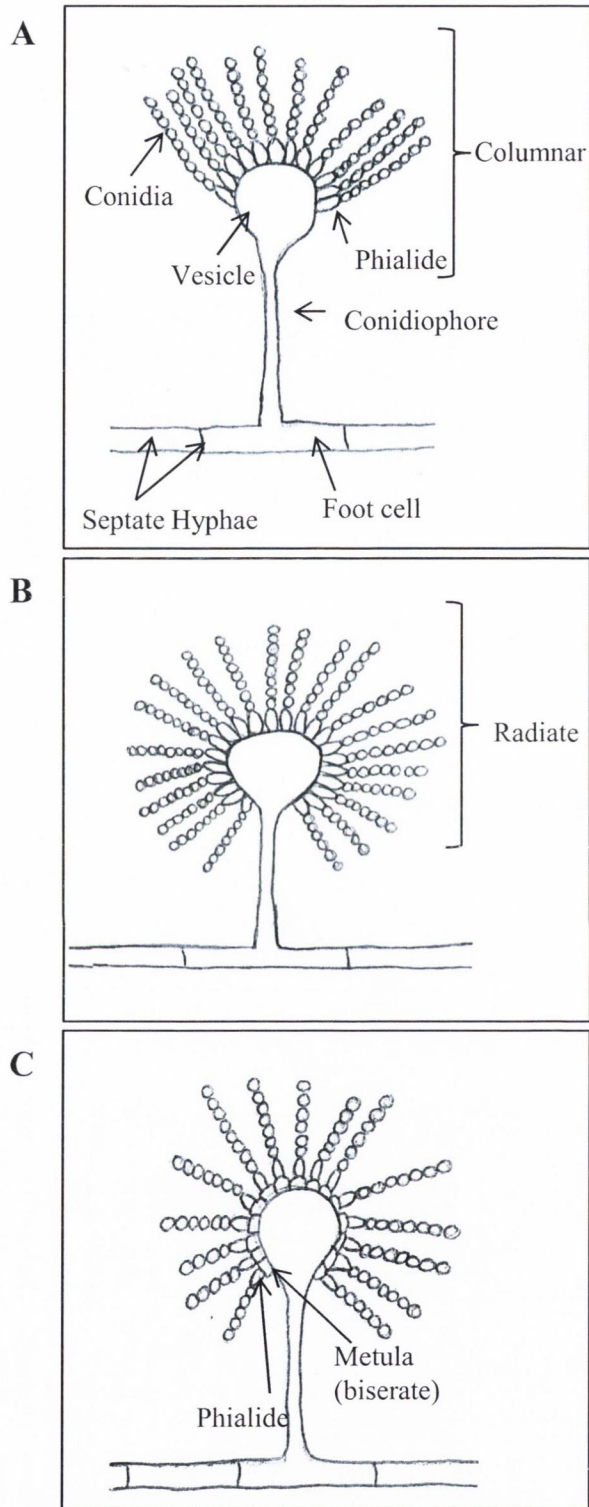 A
Columnar
Conidia
Vesicle
Phialide
Conidiophore
Septate Hyphae
Foot cell
B
Radiate
C
Metula
(biserate)
Phialide